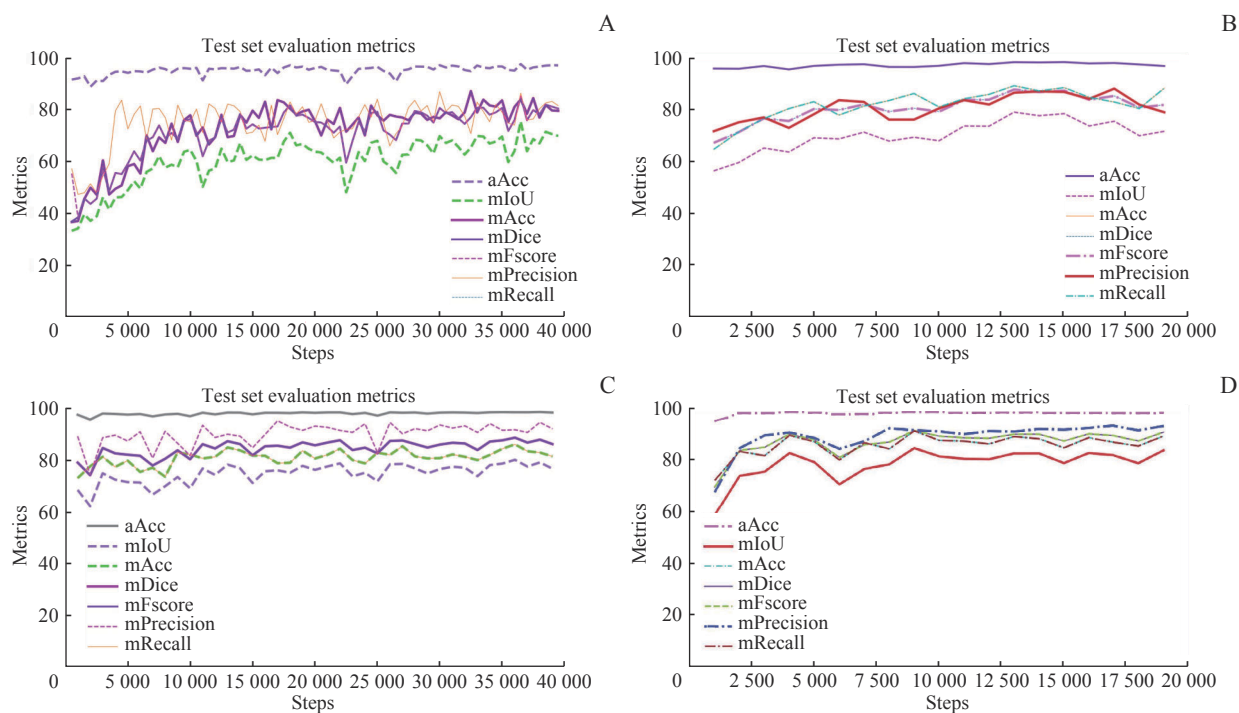 A
Test set evaluation metrics
100
80
60
40
20
0
Metrics
aAcc
mIoU
mAcc
mDice
mFscore
mPrecision
mRecall
5 000 10 000 15 000 20 000 25 000 30 000 35 000 40 000
Steps
B
Test set evaluation metrics
100
80
60
40
20
0
Metrics
aAcc
mIoU
mAcc
mDice
mFscore
mPrecision
mRecall
2 500 5 000 7 500 10 000 12 500 15 000 17 500 20 000
Steps
C
Test set evaluation metrics
100
80
60
40
20
0
Metrics
aAcc
mIoU
mAcc
mDice
mFscore
mPrecision
mRecall
5 000 10 000 15 000 20 000 25 000 30 000 35 000 40 000
Steps
D
Test set evaluation metrics
100
80
60
40
20
0
Metrics
aAcc
mIoU
mAcc
mDice
mFscore
mPrecision
mRecall
2 500 5 000 7 500 10 000 12 500 15 000 17 500 20 000
Steps